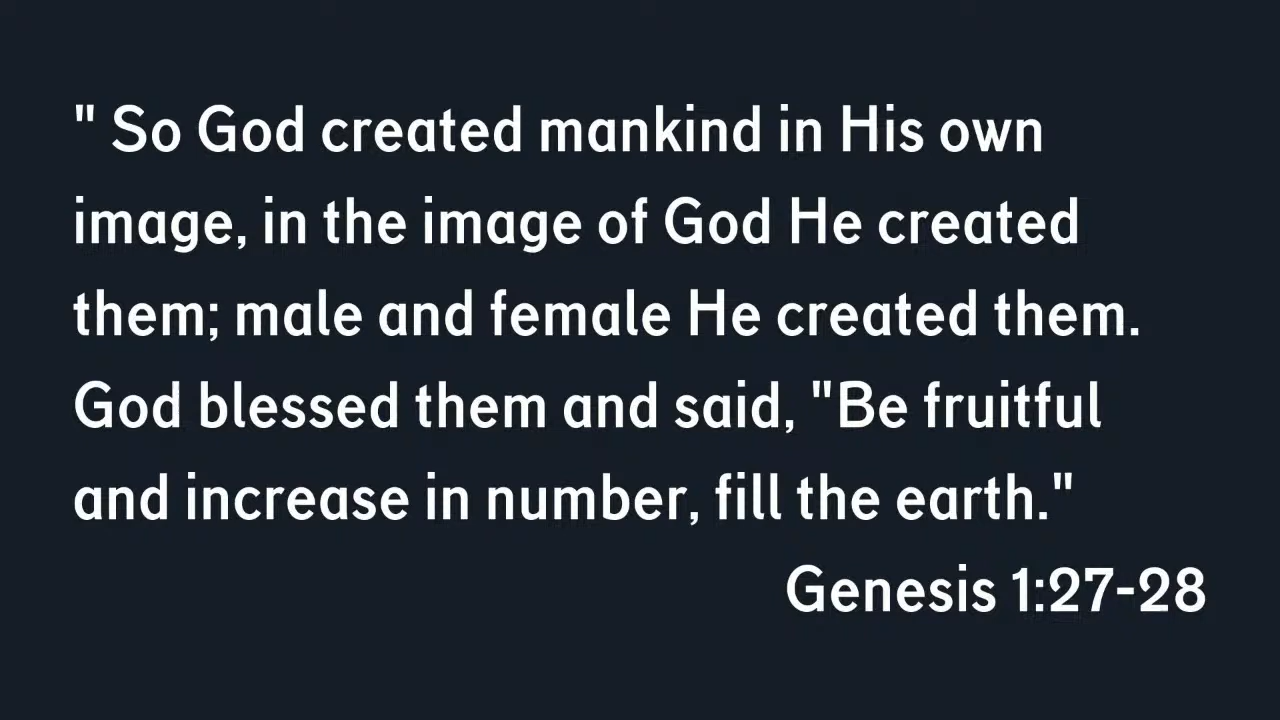 " So God created mankind in His own
image, in the image of God He created
them; male and female He created them.
God blessed them and said, "Be fruitful
and increase in number, fill the earth."
Genesis 1:27-28